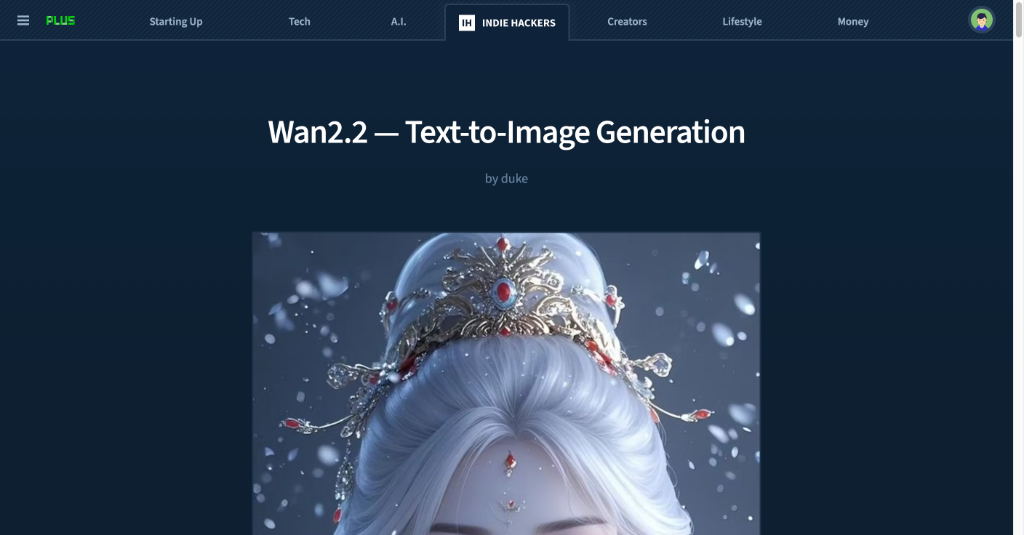 PLUS
Starting Up
Tech
A.I.
IH INDIE HACKERS
Creators
Lifestyle
Money
Wan2.2 — Text-to-Image Generation
by duke